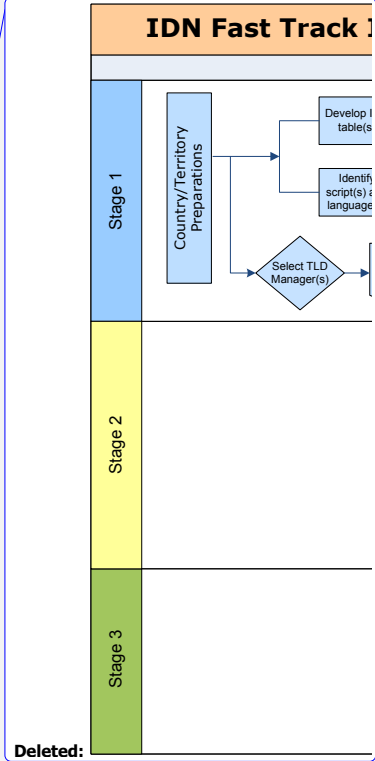 IDN Fast Track
Stage 1
Country/Territory
Preparations
Develop
table(s
Identify
script(s)
language
Select TLD
Manager(s)
Stage 2
Stage 3
Deleted: